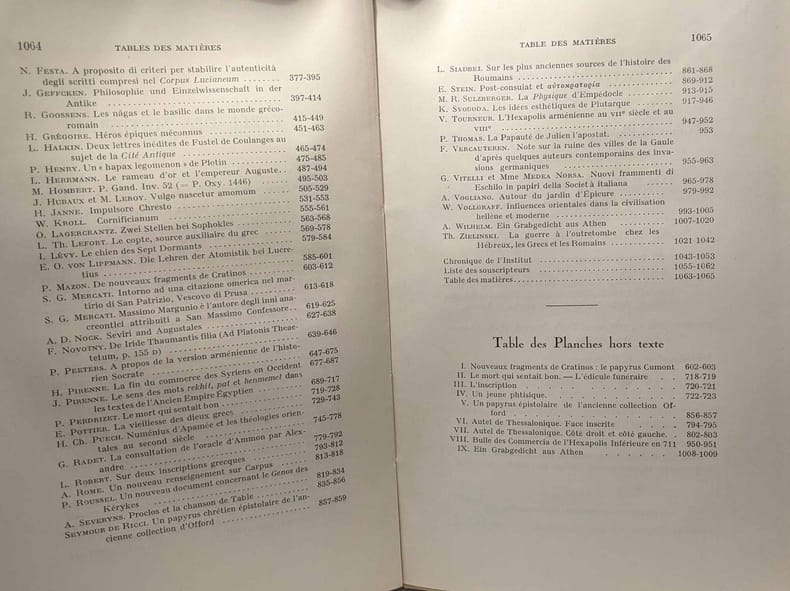 1064 TABLES DES MATIÈRES
N. FESTA. A proposito di criteri per stabilire l'autenticità
degli scritti compresi nel Corpus Lucianeum ........ 377-395
J. GEFFCKEN. Philosophie und Einzelwissenschaft in der
Antike ........ 397-414
R. GOOSSENS. Les nâgas et le basilic dans le monde gréco-
romain ........ 415-449
H. GRÉGOIRE. Héros épiques méconnus ........ 451-463
L. HALKIN. Deux lettres inédites de Fustel de Coulanges au
sujet de la Cité Antique ........ 465-474
P. HENRY. Un « hapax legomenon » de Plotin ........ 475-485
L. HERRMANN. Le rameau d'or et l'empereur Auguste.. 487-494
M. HOMBERT. P. Gand. Inv. 52 (= P. Oxy. 1446) ...... 495-503
J. HUBAUX et M. LEROY. Vulgo nascetur amomum ...... 505-529
H. JANNE. Impulsore Chresto ........ 531-553
W. KROLL. Cornificianum ........ 555-561
O. LAGERCRANTZ. Zwei Stellen bei Sophokles ........ 563-568
L. TH. LEFORT. Le copte, source auxiliaire du grec ...... 569-578
I. LÉVY. Le chien des Sept Dormants ........ 579-584
E. O. VON LIPPMANN. Die Lehren der Atomistik bei Lucre-
tius ........ 585-601
P. MAZON. De nouveaux fragments de Cratinos ........ 603-612
S. G. MERCATI. Intorno ad una citazione omerica nel mar-
tirio di San Patrizio, Vescovo di Prusa ........ 613-618
S. G. MERCATI. Massimo Margunio è l'autore degli inni ana-
creontici attribuiti a San Massimo Confessore.. 619-625
A. D. NOCK. Seviri and Augustales ........ 627-638
F. NOVOTNY. De Iride Thaumantis filia (Ad Platonis Theae-
tetum, p. 155 D) ........ 639-646
P. PEETERS. A propos de la version arménienne de l'histo-
rien Socrate ........ 647-675
H. PIRENNE. La fin du commerce des Syriens en Occident 677-687
J. PIRENNE. Le sens des mots rekhit, pat et henmemet dans
les textes de l'Ancien Empire Égyptien ........ 689-717
P. PERDRIZET. Le mort qui sentait bon ........ 719-728
E. POTTIER. La vieillesse des dieux grecs ........ 729-743
H. CH. PUECH. Numénius d'Apamée et les théologies orien-
tales au second siècle ........ 745-778
G. RADET. La consultation de l'oracle d'Ammon par Alex-
andre ........ 779-792
L. ROBERT. Sur deux inscriptions grecques ........ 793-812
A. ROME. Un nouveau renseignement sur Carpus ........ 813-818
P. ROUSSEL. Un nouveau document concernant le Genos des
Kérykes ........ 819-834
A. SEVERYNS. Proclos et la chanson de Table ........ 835-856
SEYMOUR DE RICCI. Un papyrus chrétien épistolaire de l'an-
cienne collection d'Offord ........ 857-859
TABLE DES MATIÈRES 1065
L. SIADBEI. Sur les plus anciennes sources de l'histoire des
Roumains ........ 861-868
E. STEIN. Post-consulat et αὐτοκρατορία ........ 869-912
M. R. SULZBERGER. La Physique d'Empédocle ........ 913-915
K. SVOBODA. Les idées esthétiques de Plutarque ........ 917-946
V. TOURNEUR. L'Hexapolis arménienne au VIIe siècle et au
VIIIe ........ 947-952
P. THOMAS. La Papauté de Julien l'apostat. ........ 953
F. VERCAUTEREN. Note sur la ruine des villes de la Gaule
d'après quelques auteurs contemporains des inva-
sions germaniques ........ 955-963
G. VITELLI et Mme MEDEA NORSA. Nuovi frammenti di
Eschilo in papiri della Società Italiana ........ 965-978
A. VOGLIANO. Autour du jardin d'Épicure ........ 979-992
W. VOLLGRAFF. Influences orientales dans la civilisation
hellène et moderne ........ 993-1005
A. WILHELM. Ein Grabgedicht aus Athen ........ 1007-1020
TH. ZIELINSKI. La guerre à l'outretombe chez les
Hébreux, les Grecs et les Romains ........ 1021-1042
Chronique de l'Institut ........ 1043-1053
Liste des souscripteurs ........ 1055-1062
Table des matières ........ 1063-1065
Table des Planches hors texte
I. Nouveaux fragments de Cratinos : le papyrus Cumont 602-603
II. Le mort qui sentait bon. — L'édicule funéraire . . 718-719
III. L'inscription . . . . . . 720-721
IV. Un jeune phtisique. . . . . . 722-723
V. Un papyrus épistolaire de l'ancienne collection Of-
ford . . . . . . 856-857
VI. Autel de Thessalonique. Face inscrite . . . . 794-795
VII. Autel de Thessalonique. Côté droit et côté gauche. . 802-803
VIII. Bulle des Commercia de l'Hexapolis Inférieure en 711 950-951
IX. Ein Grabgedicht aus Athen . . . . . . 1008-1009